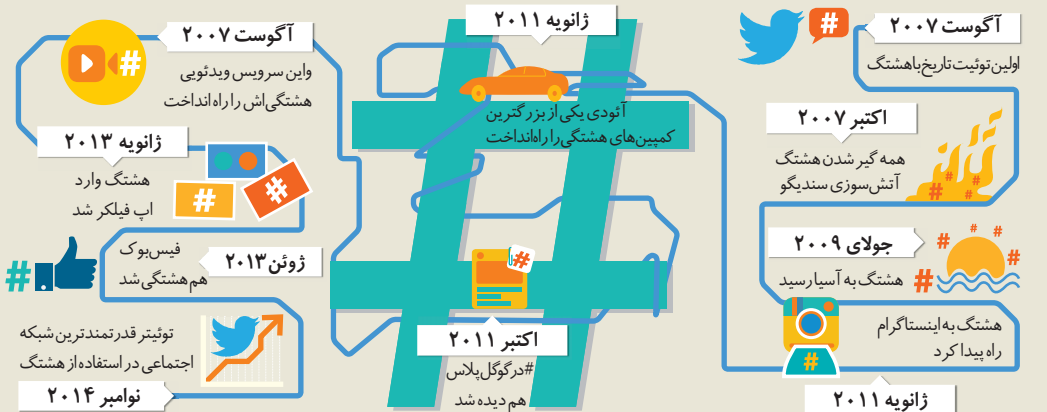 آگوست ۲۰۰۷
#
اولین توئیت تاریخ با هشتگ
اکتبر ۲۰۰۷
همه گیر شدن هشتگ
آتش‌سوزی سندیگو
# # # #
جولای ۲۰۰۹
هشتگ به آسیا رسید
# # # # #
هشتگ به اینستاگرام
راه پیدا کرد
#
ژانویه ۲۰۱۱
ژانویه ۲۰۱۱
آئودی یکی از بزرگترین
کمپین‌های هشتگی را راه‌انداخت
#
اکتبر ۲۰۱۱
# در گوگل پلاس
هم دیده شد
آگوست ۲۰۰۷
#
واین سرویس ویدئویی
هشتگی‌اش را راه انداخت
ژانویه ۲۰۱۳
هشتگ وارد
اپ فیلکر شد
# #
ژوئن ۲۰۱۳
فیس‌بوک
هم هشتگی شد
#
توئیتر قدرتمندترین شبکه
اجتماعی در استفاده از هشتگ
نوامبر ۲۰۱۴